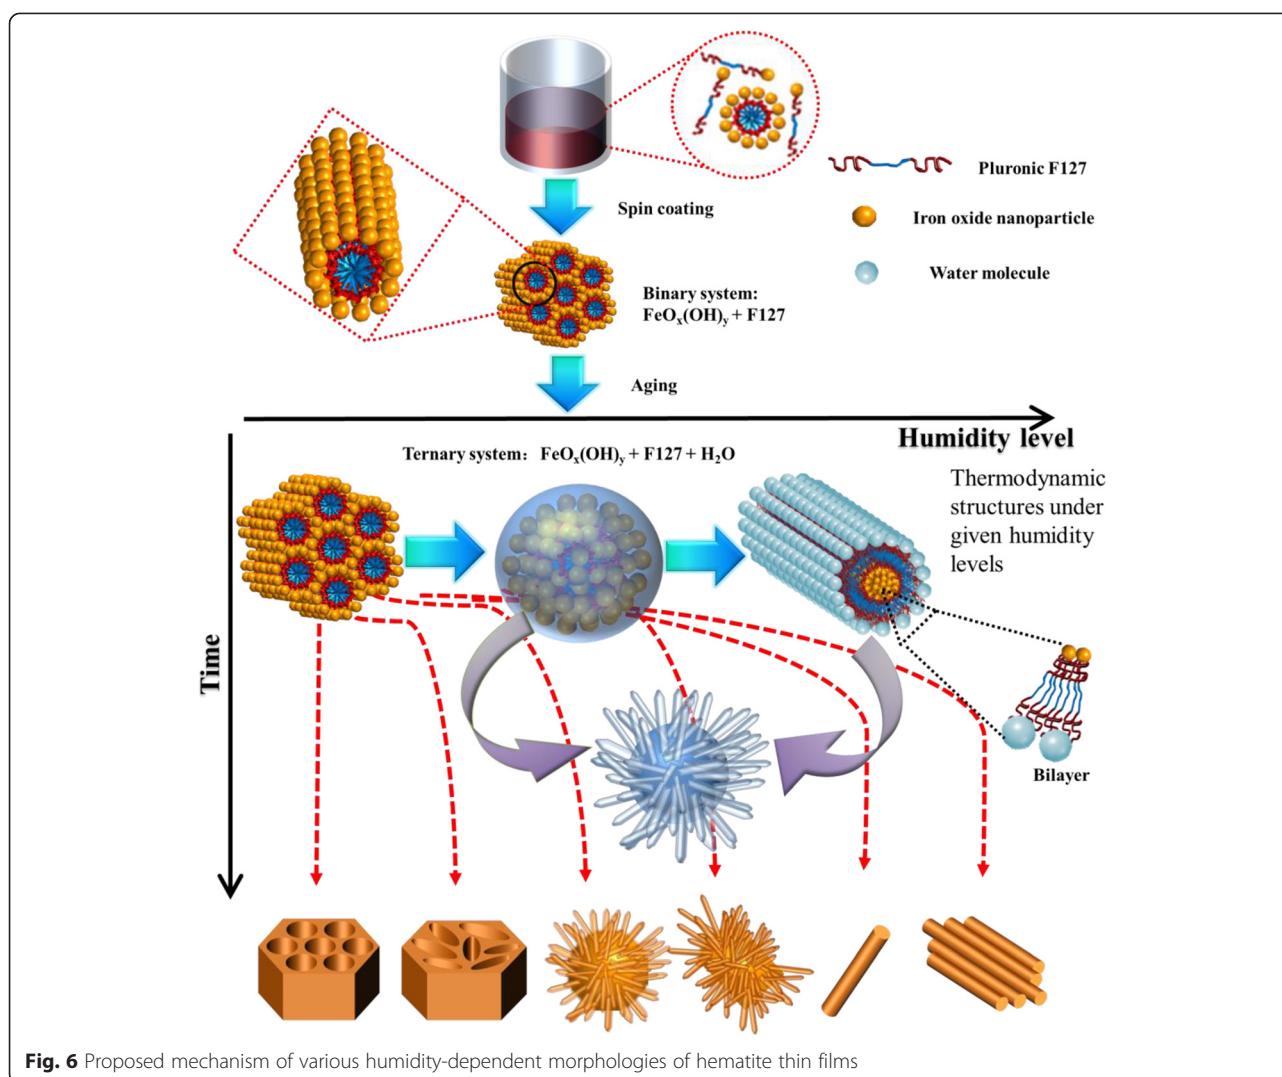 Pluronic F127
Spin coating
Iron oxide nanoparticle
Water molecule
Binary system:
FeOₓ(OH)ᵧ + F127
Aging
Humidity level
Ternary system: FeOₓ(OH)ᵧ + F127 + H₂O
Thermodynamic
structures under
given humidity
levels
Time
Bilayer
Fig. 6 Proposed mechanism of various humidity-dependent morphologies of hematite thin films